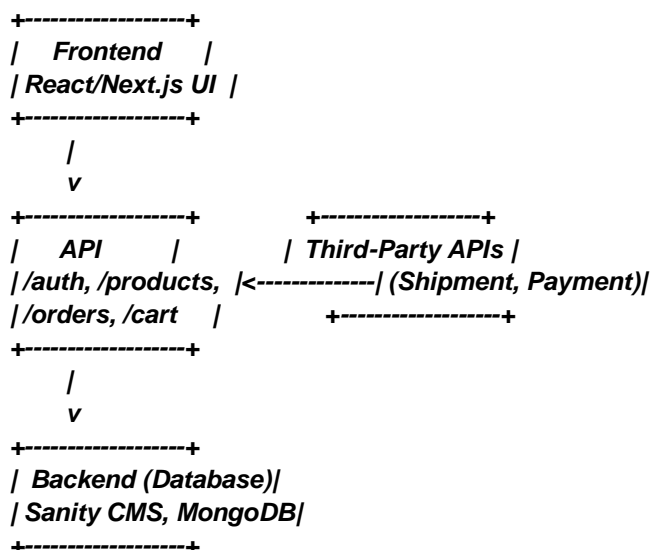 +-------------------+
|     Frontend     |
| React/Next.js UI  |
+-------------------+
|
v
+-------------------+                +-------------------+
|     API         |                |  Third-Party APIs |
| /auth, /products,  |<--------------| (Shipment, Payment)|
| /orders, /cart     |                +-------------------+
+-------------------+
|
v
+-------------------+
|  Backend (Database)|
| Sanity CMS, MongoDB|
+-------------------+